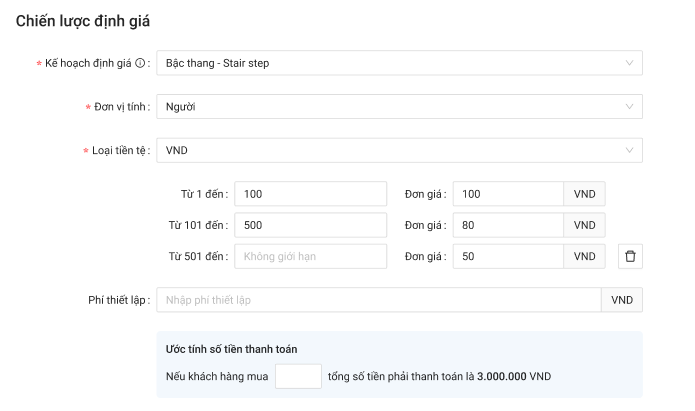 Chiến lược định giá
* Kế hoạch định giá : Bậc thang - Stair step
* Đơn vị tính : Người
* Loại tiền tệ : VND
Từ 1 đến : 100 Đơn giá : 100 VND
Từ 101 đến : 500 Đơn giá : 80 VND
Từ 501 đến : Không giới hạn Đơn giá : 50 VND
Phí thiết lập : Nhập phí thiết lập VND
Ước tính số tiền thanh toán
Nếu khách hàng mua tổng số tiền phải thanh toán là 3.000.000 VND